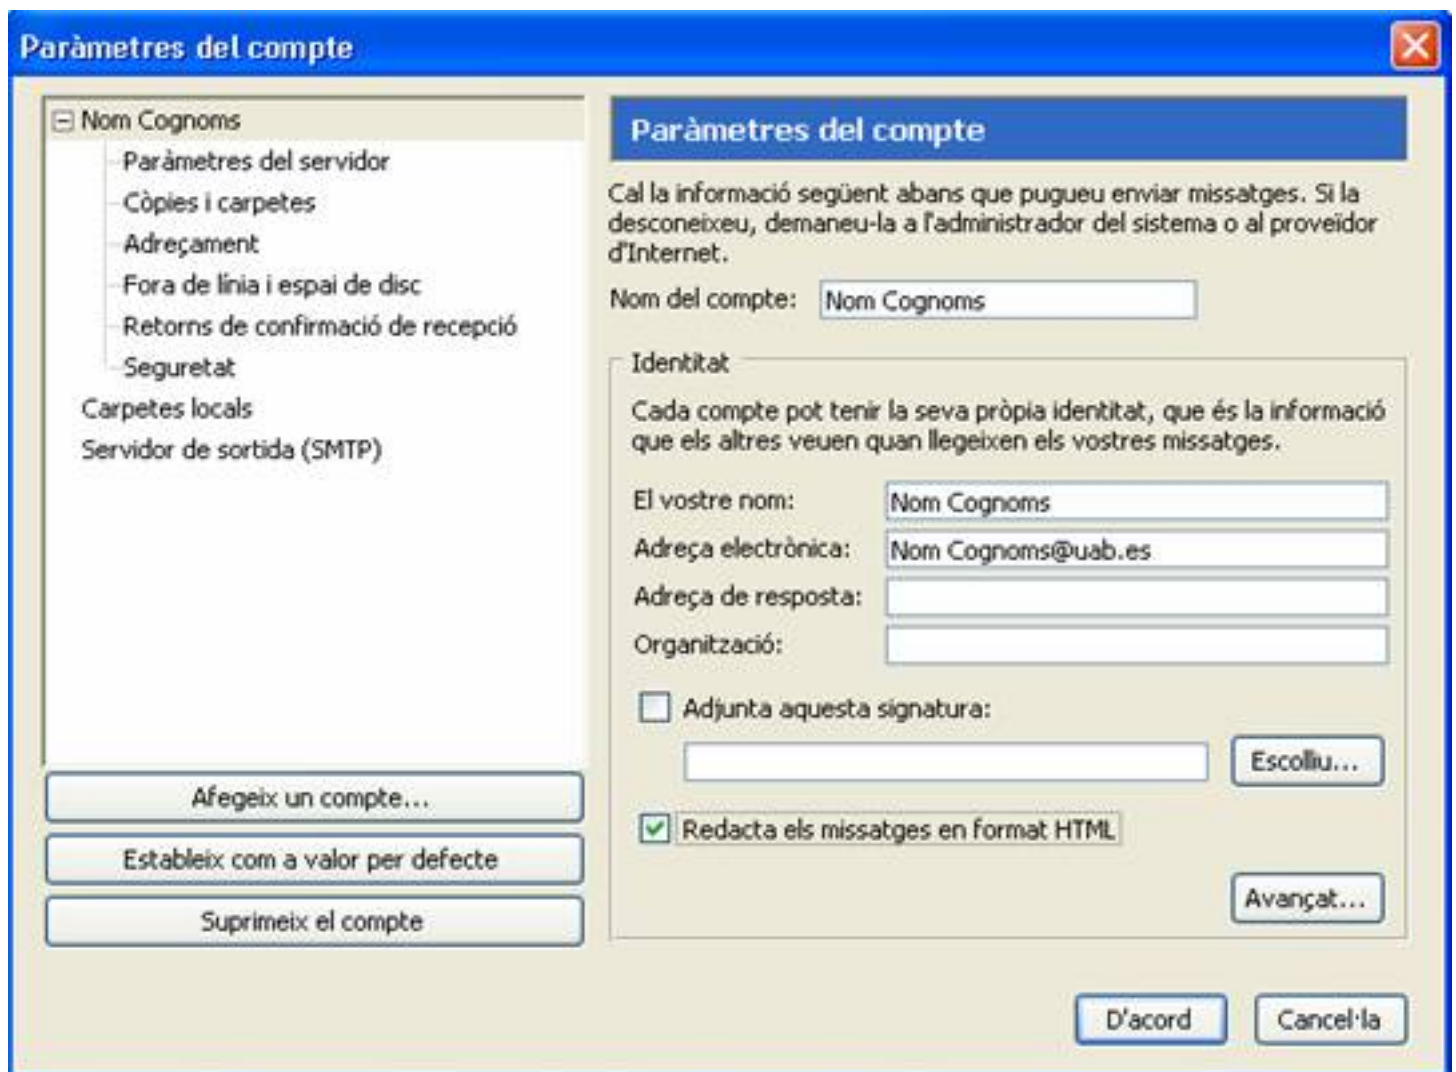 Paràmetres del compte
Nom Cognoms
Paràmetres del servidor
Còpies i carpetes
Adreçament
Fora de línia i espai de disc
Retorns de confirmació de recepció
Seguretat
Carpetes locals
Servidor de sortida (SMTP)
Afegeix un compte...
Estableix com a valor per defecte
Suprimeix el compte
Paràmetres del compte
Cal la informació següent abans que pugueu enviar missatges. Si la
desconeixeu, demaneu-la a l'administrador del sistema o al proveïdor
d'Internet.
Nom del compte: Nom Cognoms
Identitat
Cada compte pot tenir la seva pròpia identitat, que és la informació
que els altres veuen quan llegeixen els vostres missatges.
El vostre nom: Nom Cognoms
Adreça electrònica: Nom Cognoms@uab.es
Adreça de resposta:
Organització:
Adjunta aquesta signatura:
Escolliu...
Redacta els missatges en format HTML
Avançat...
D'acord Cancel·la